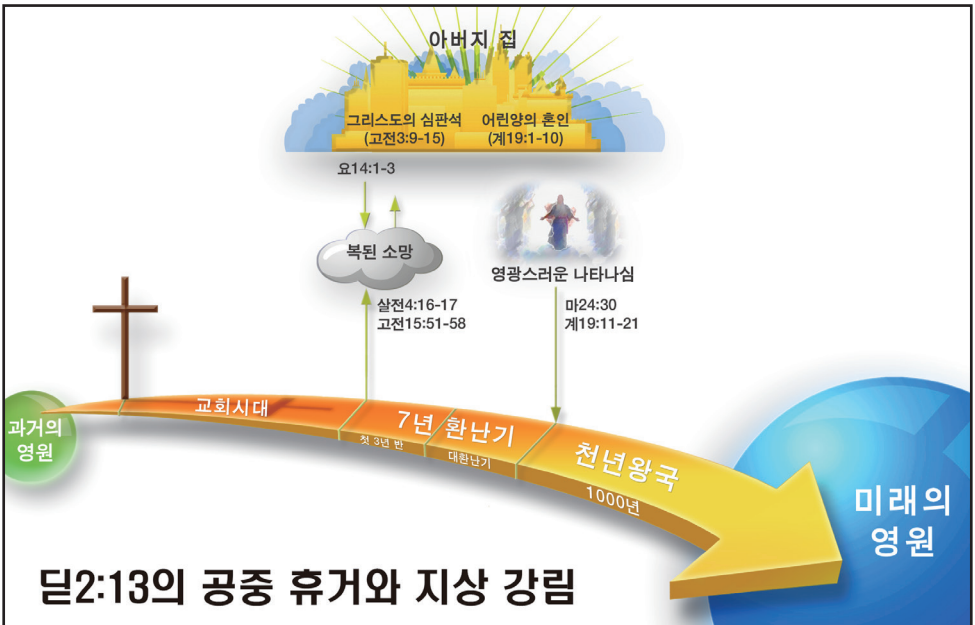 아버지 집
그리스도의 심판석
(고전3:9-15)
어린양의 혼인
(계19:1-10)
요14:1-3
복된 소망
영광스러운 나타나심
살전4:16-17
고전15:51-58
마24:30
계19:11-21
과거의
영원
교회시대
7년 환난기
첫 3년 반
대환난기
천년왕국
1000년
미래의
영원
딛2:13의 공중 휴거와 지상 강림